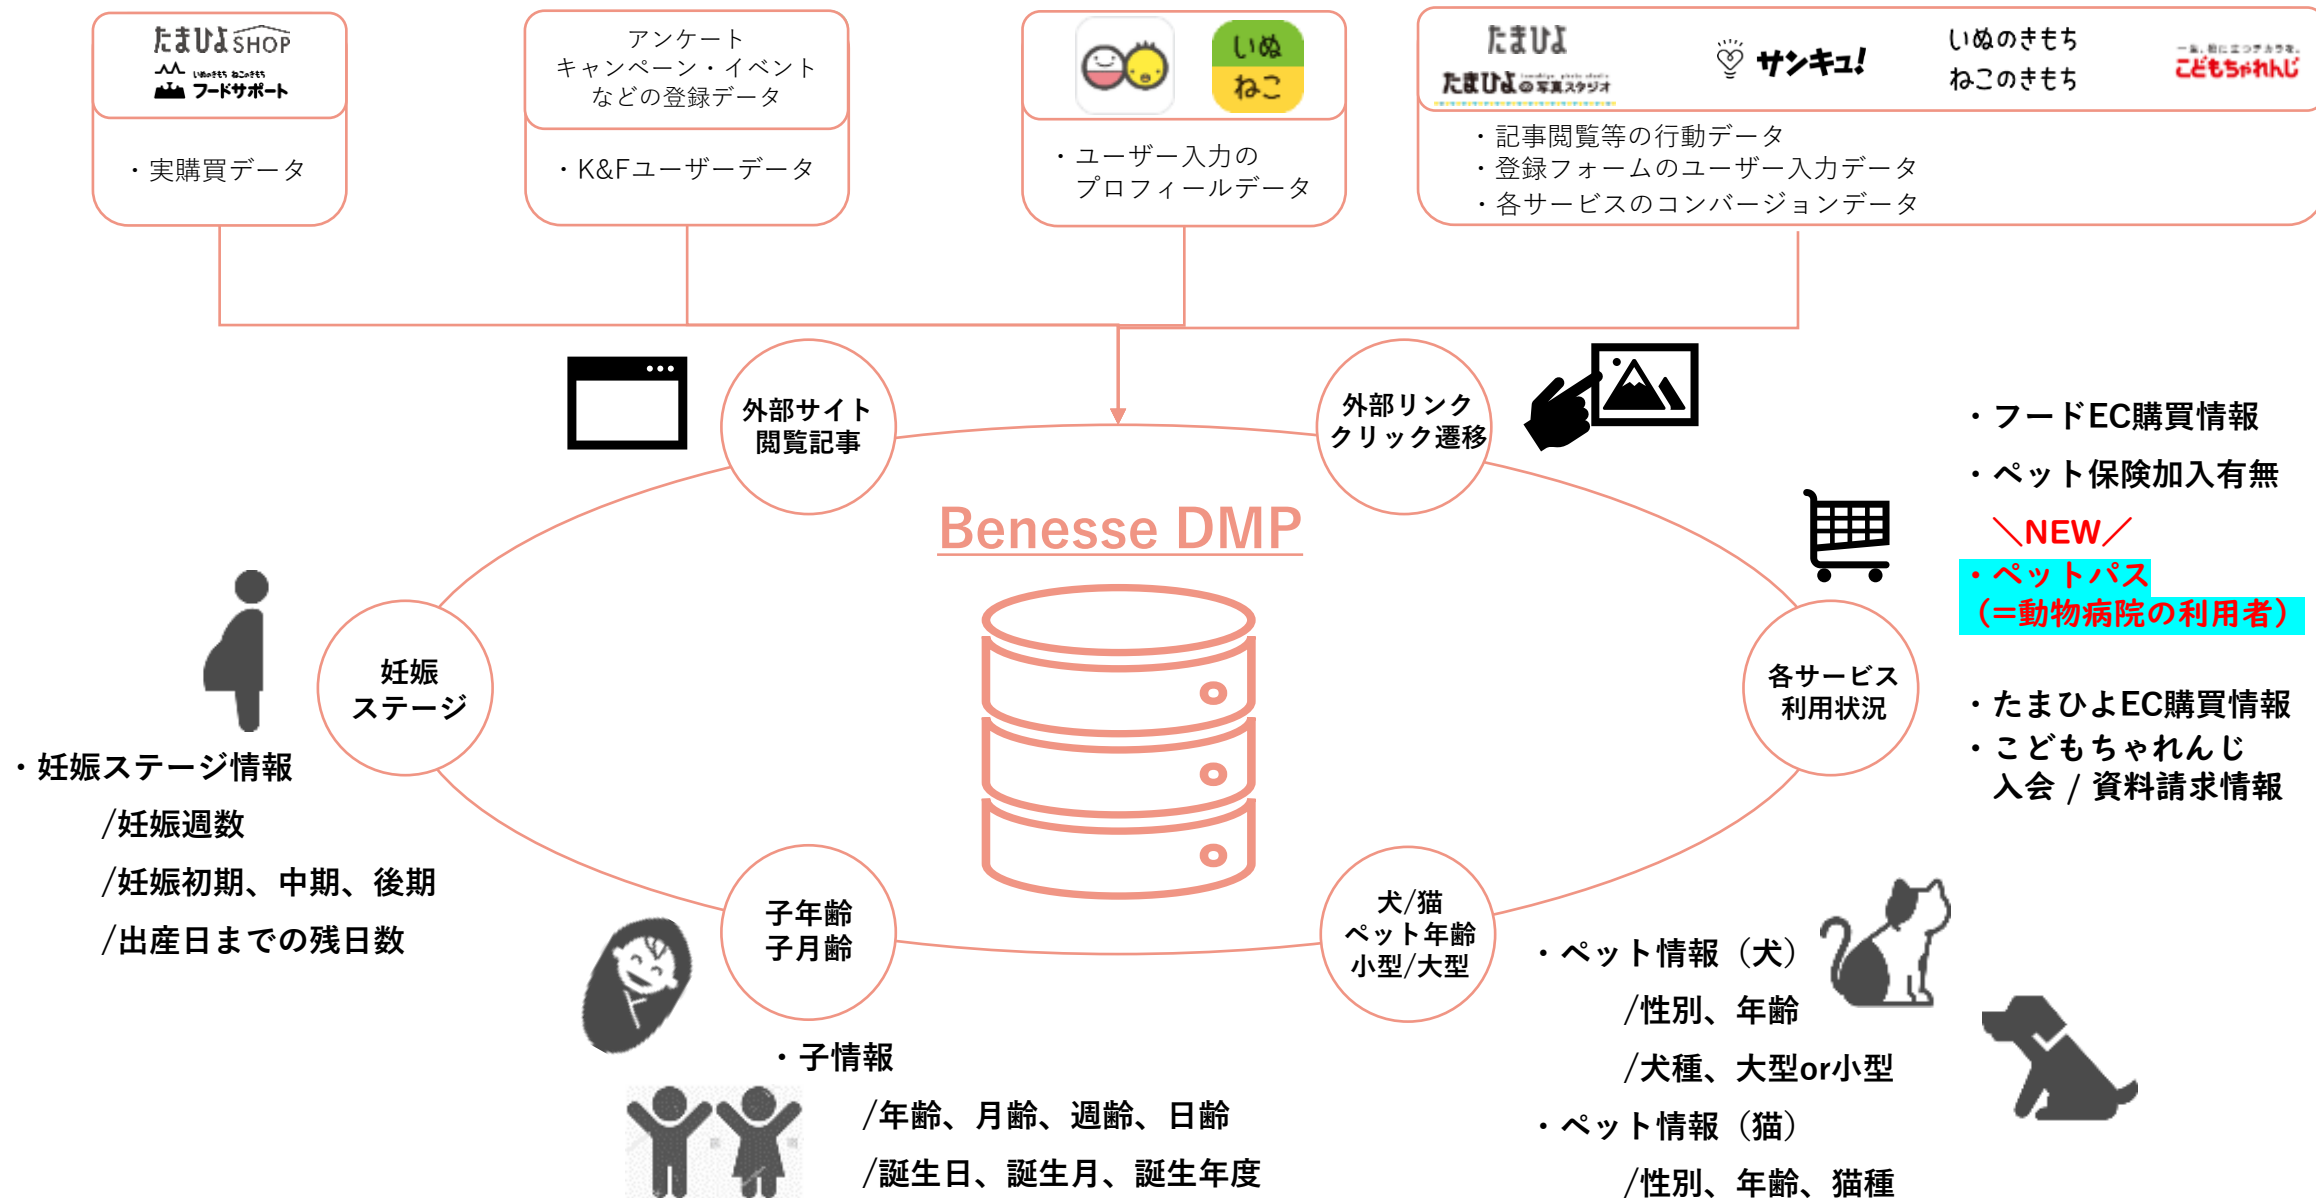 たまひよSHOP
いぬのきもち ねこのきもち
フードサポート
・実購買データ
アンケート
キャンペーン・イベント
などの登録データ
・K&Fユーザーデータ
いぬ
ねこ
・ユーザー入力の
プロフィールデータ
たまひよ
たまひよの写真スタジオ
サンキュ!
いぬのきもち
ねこのきもち
こどもちゃれんじ
・記事閲覧等の行動データ
・登録フォームのユーザー入力データ
・各サービスのコンバージョンデータ
外部サイト
閲覧記事
外部リンク
クリック遷移
Benesse DMP
・フードEC購買情報
・ペット保険加入有無
＼NEW／
・ペットパス
（=動物病院の利用者）
妊娠
ステージ
各サービス
利用状況
・たまひよEC購買情報
・こどもちゃれんじ
入会 / 資料請求情報
・妊娠ステージ情報
/妊娠週数
/妊娠初期、中期、後期
/出産日までの残日数
子年齢
子月齢
犬/猫
ペット年齢
小型/大型
・ペット情報（犬）
/性別、年齢
/犬種、大型or小型
・ペット情報（猫）
/性別、年齢、猫種
・子情報
/年齢、月齢、週齢、日齢
/誕生日、誕生月、誕生年度